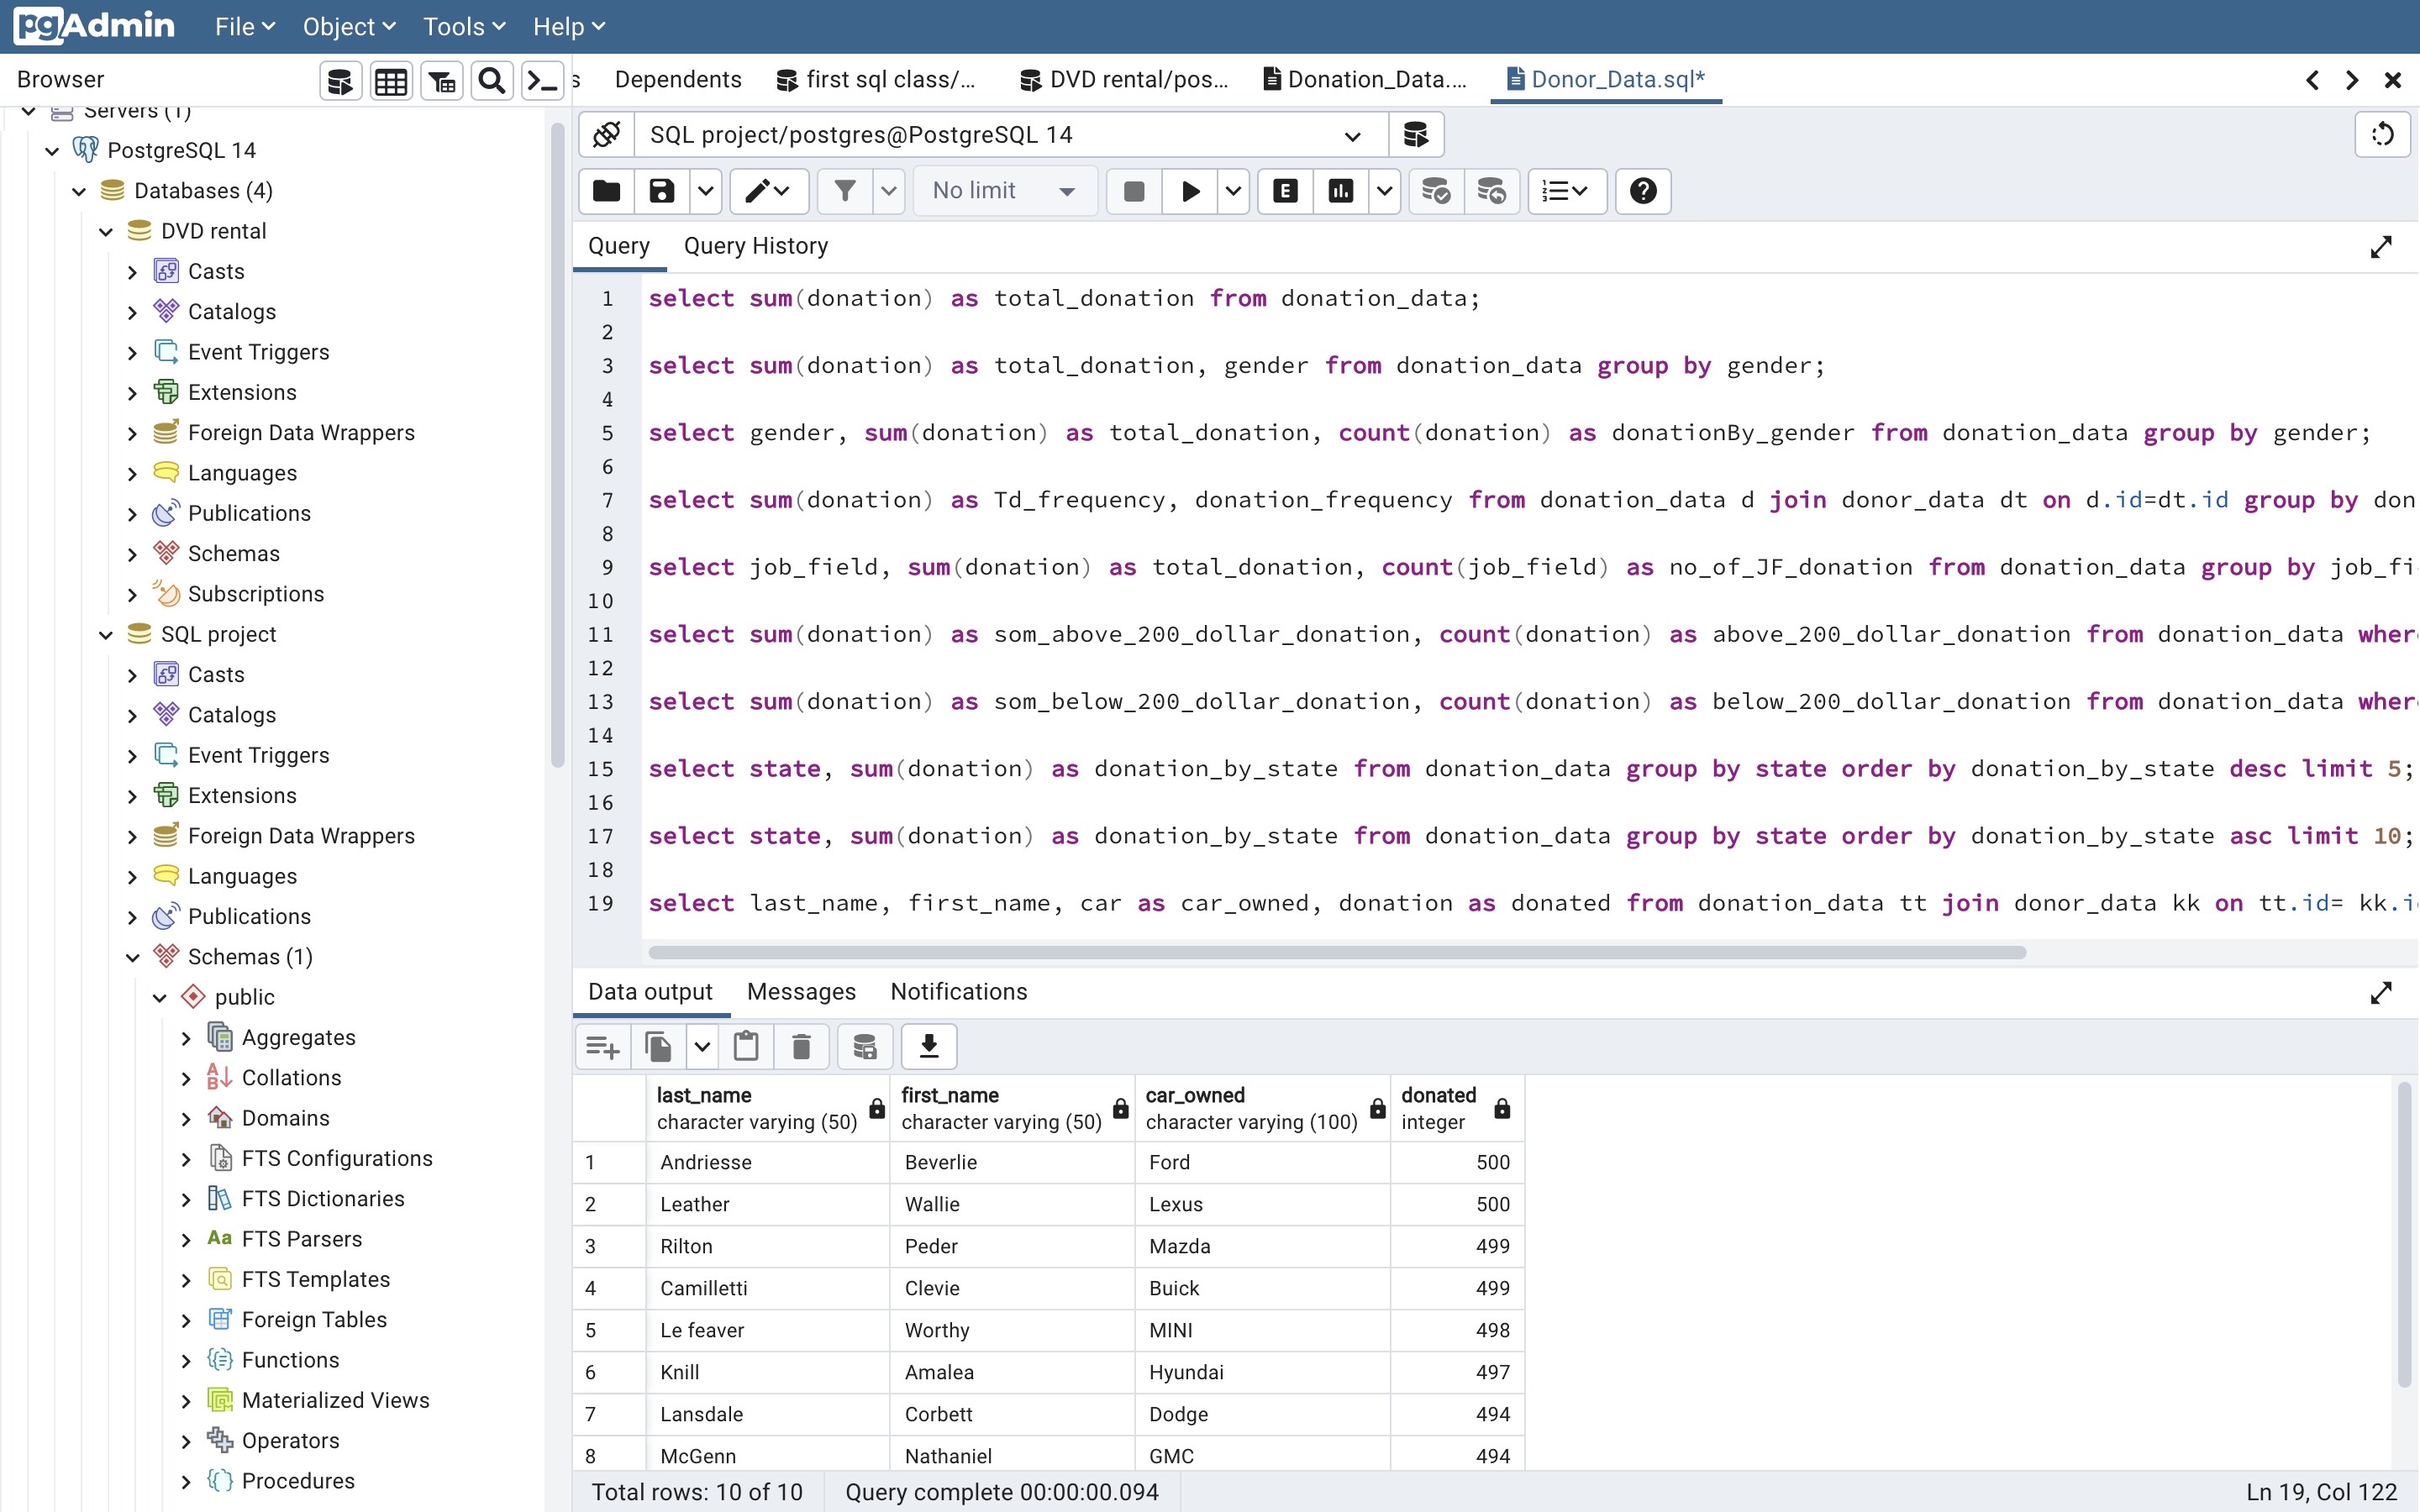 pgAdmin File Object Tools Help
Browser
s Dependents first sql class/... DVD rental/pos... Donation_Data.... Donor_Data.sql*
Servers (1)
PostgreSQL 14
Databases (4)
DVD rental
Casts
Catalogs
Event Triggers
Extensions
Foreign Data Wrappers
Languages
Publications
Schemas
Subscriptions
SQL project
Casts
Catalogs
Event Triggers
Extensions
Foreign Data Wrappers
Languages
Publications
Schemas (1)
public
Aggregates
Collations
Domains
FTS Configurations
FTS Dictionaries
Aa FTS Parsers
FTS Templates
Foreign Tables
Functions
Materialized Views
Operators
Procedures
SQL project/postgres@PostgreSQL 14
No limit E
Query Query History
1 select sum(donation) as total_donation from donation_data;
2
3 select sum(donation) as total_donation, gender from donation_data group by gender;
4
5 select gender, sum(donation) as total_donation, count(donation) as donationBy_gender from donation_data group by gender;
6
7 select sum(donation) as Td_frequency, donation_frequency from donation_data d join donor_data dt on d.id=dt.id group by don
8
9 select job_field, sum(donation) as total_donation, count(job_field) as no_of_JF_donation from donation_data group by job_fi
10
11 select sum(donation) as som_above_200_dollar_donation, count(donation) as above_200_dollar_donation from donation_data wher
12
13 select sum(donation) as som_below_200_dollar_donation, count(donation) as below_200_dollar_donation from donation_data wher
14
15 select state, sum(donation) as donation_by_state from donation_data group by state order by donation_by_state desc limit 5;
16
17 select state, sum(donation) as donation_by_state from donation_data group by state order by donation_by_state asc limit 10;
18
19 select last_name, first_name, car as car_owned, donation as donated from donation_data tt join donor_data kk on tt.id= kk.i
Data output Messages Notifications
last_name first_name car_owned donated
character varying (50) character varying (50) character varying (100) integer
1 Andriesse Beverlie Ford 500
2 Leather Wallie Lexus 500
3 Rilton Peder Mazda 499
4 Camilletti Clevie Buick 499
5 Le feaver Worthy MINI 498
6 Knill Amalea Hyundai 497
7 Lansdale Corbett Dodge 494
8 McGenn Nathaniel GMC 494
Total rows: 10 of 10 Query complete 00:00:00.094 Ln 19, Col 122